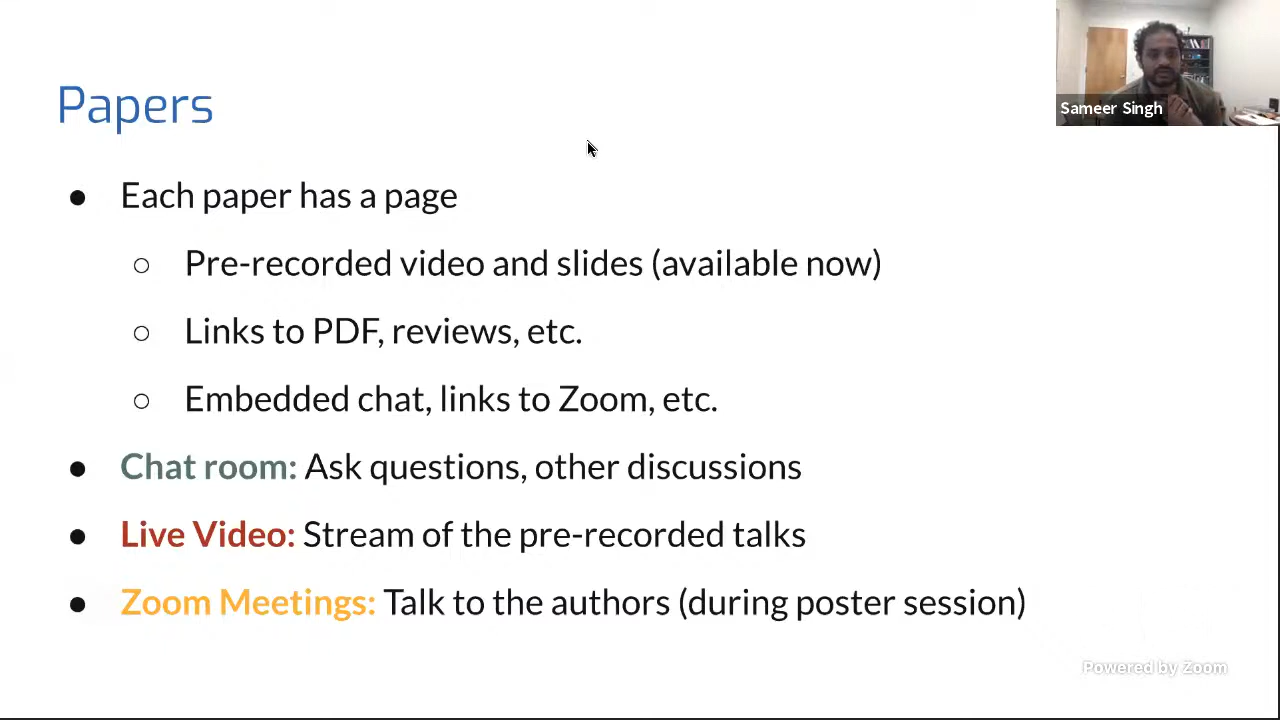 Papers
Sameer Singh
● Each paper has a page
○ Pre-recorded video and slides (available now)
○ Links to PDF, reviews, etc.
○ Embedded chat, links to Zoom, etc.
● Chat room: Ask questions, other discussions
● Live Video: Stream of the pre-recorded talks
● Zoom Meetings: Talk to the authors (during poster session)
Powered by Zoom